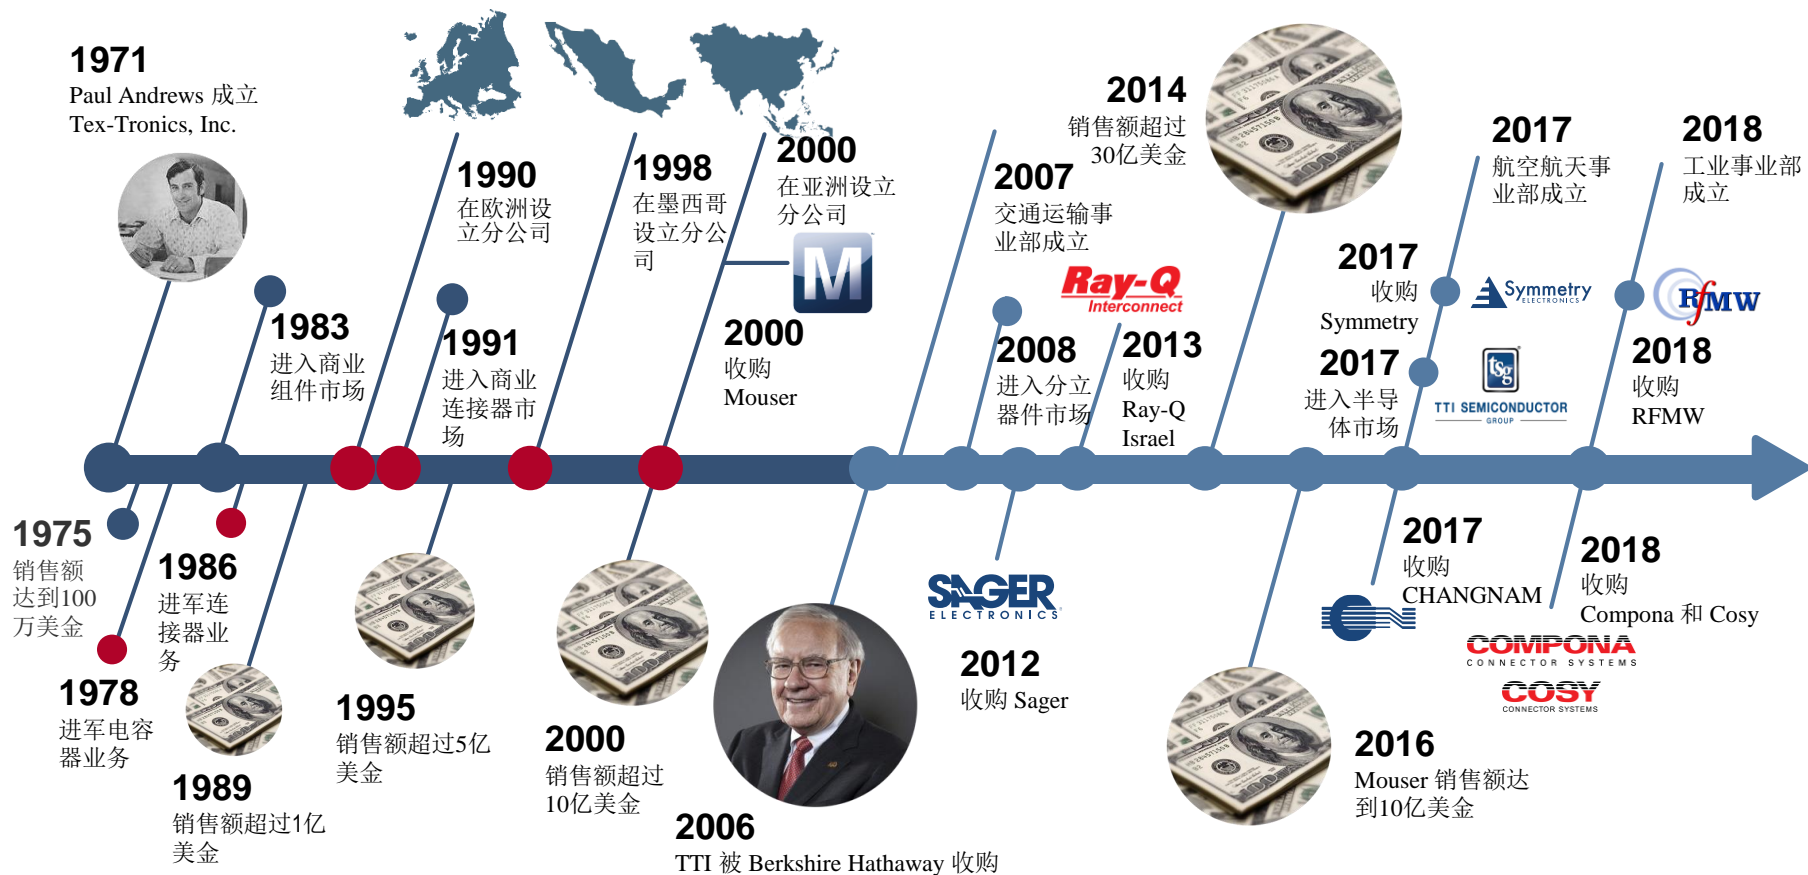 1971
Paul Andrews 成立
Tex-Tronics, Inc.
1983
进入商业
组件市场
1990
在欧洲设
立分公司
1991
进入商业
连接器市
场
1998
在墨西哥
设立分公
司
2000
在亚洲设立
分公司
M
2000
收购
Mouser
2007
交通运输事
业部成立
2008
进入分立
器件市场
Ray-Q
Interconnect
2013
收购
Ray-Q
Israel
2014
销售额超过
30亿美金
2017
航空航天事
业部成立
2017
收购
Symmetry
Symmetry
ELECTRONICS
2017
进入半导
体市场
tsg
TTI SEMICONDUCTOR
GROUP
2018
工业事业部
成立
RFMW
2018
收购
RFMW
1975
销售额
达到100
万美金
1978
进军电容
器业务
1986
进军连
接器业
务
1989
销售额超过1亿
美金
1995
销售额超过5亿
美金
2000
销售额超过
10亿美金
2006
TTI 被 Berkshire Hathaway 收购
SAGER
ELECTRONICS
2012
收购 Sager
2016
Mouser 销售额达
到10亿美金
2017
收购
CHANGNAM
2018
收购
Compona 和 Cosy
COMPONA
CONNECTOR SYSTEMS
COSY
CONNECTOR SYSTEMS